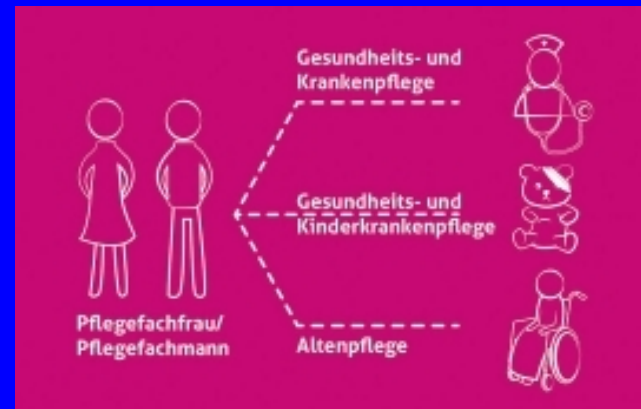 Gesundheits- und
Krankenpflege
Gesundheits- und
Kinderkrankenpflege
Pflegefachfrau/
Pflegefachmann
Altenpflege